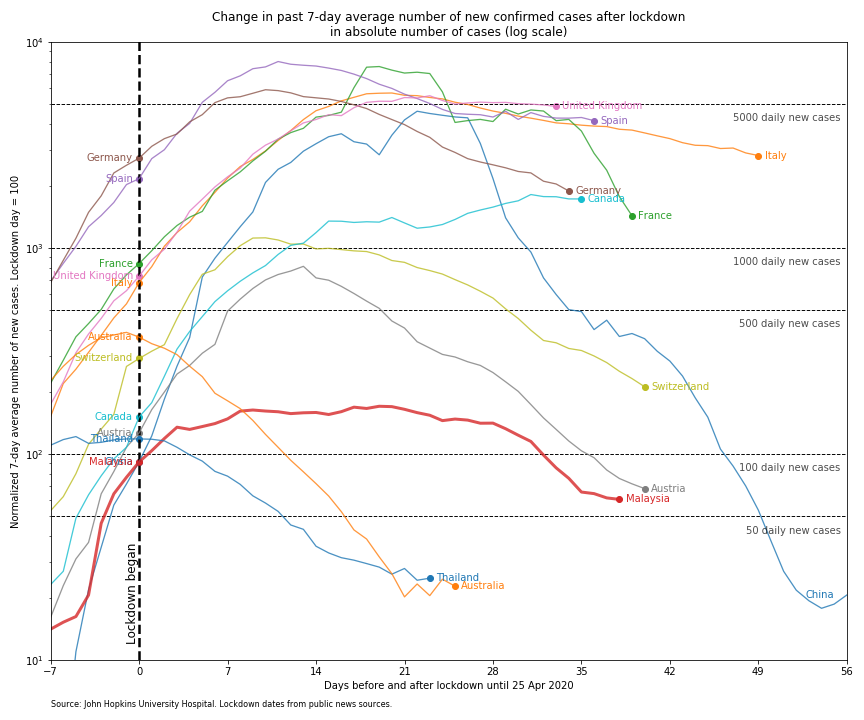 Change in past 7-day average number of new confirmed cases after lockdown
in absolute number of cases (log scale)
Normalized 7-day average number of new cases. Lockdown day = 100
10⁴
10³
10²
10¹
Germany
Spain
France
United Kingdom
Italy
Australia
Switzerland
Canada
Austria
Thailand
China
Malaysia
Lockdown began
United Kingdom
5000 daily new cases
Spain
Italy
Germany
Canada
France
1000 daily new cases
500 daily new cases
Switzerland
100 daily new cases
Austria
Malaysia
50 daily new cases
Thailand
Australia
China
−7 0 7 14 21 28 35 42 49 56
Days before and after lockdown until 25 Apr 2020
Source: John Hopkins University Hospital. Lockdown dates from public news sources.